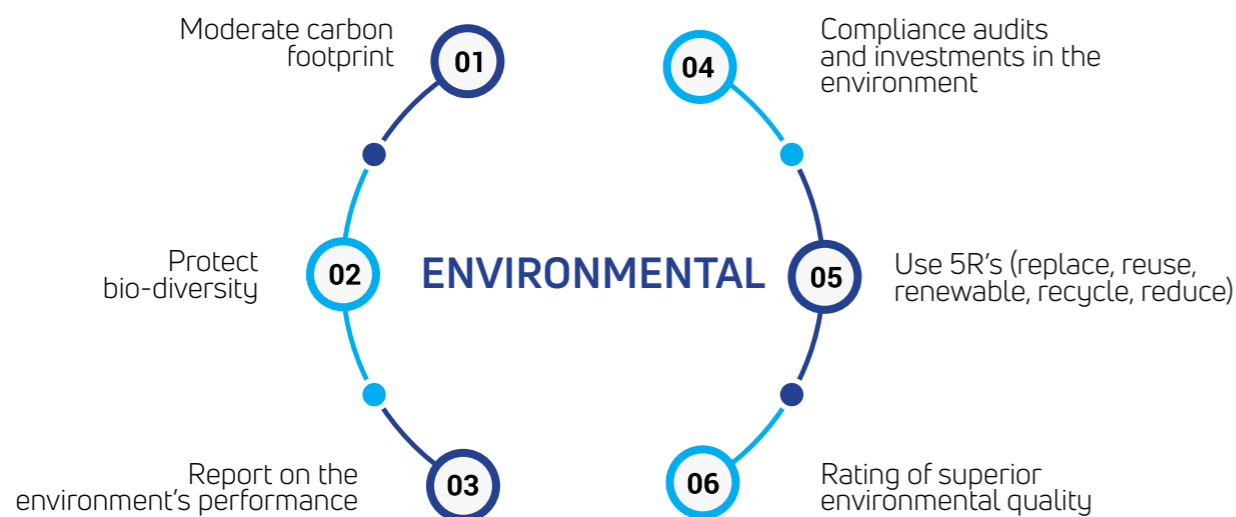 Moderate carbon
footprint
01
Protect
bio-diversity
02
Report on the
environment's performance
03
ENVIRONMENTAL
04
Compliance audits
and investments in the
environment
05
Use 5R's (replace, reuse,
renewable, recycle, reduce)
06
Rating of superior
environmental quality